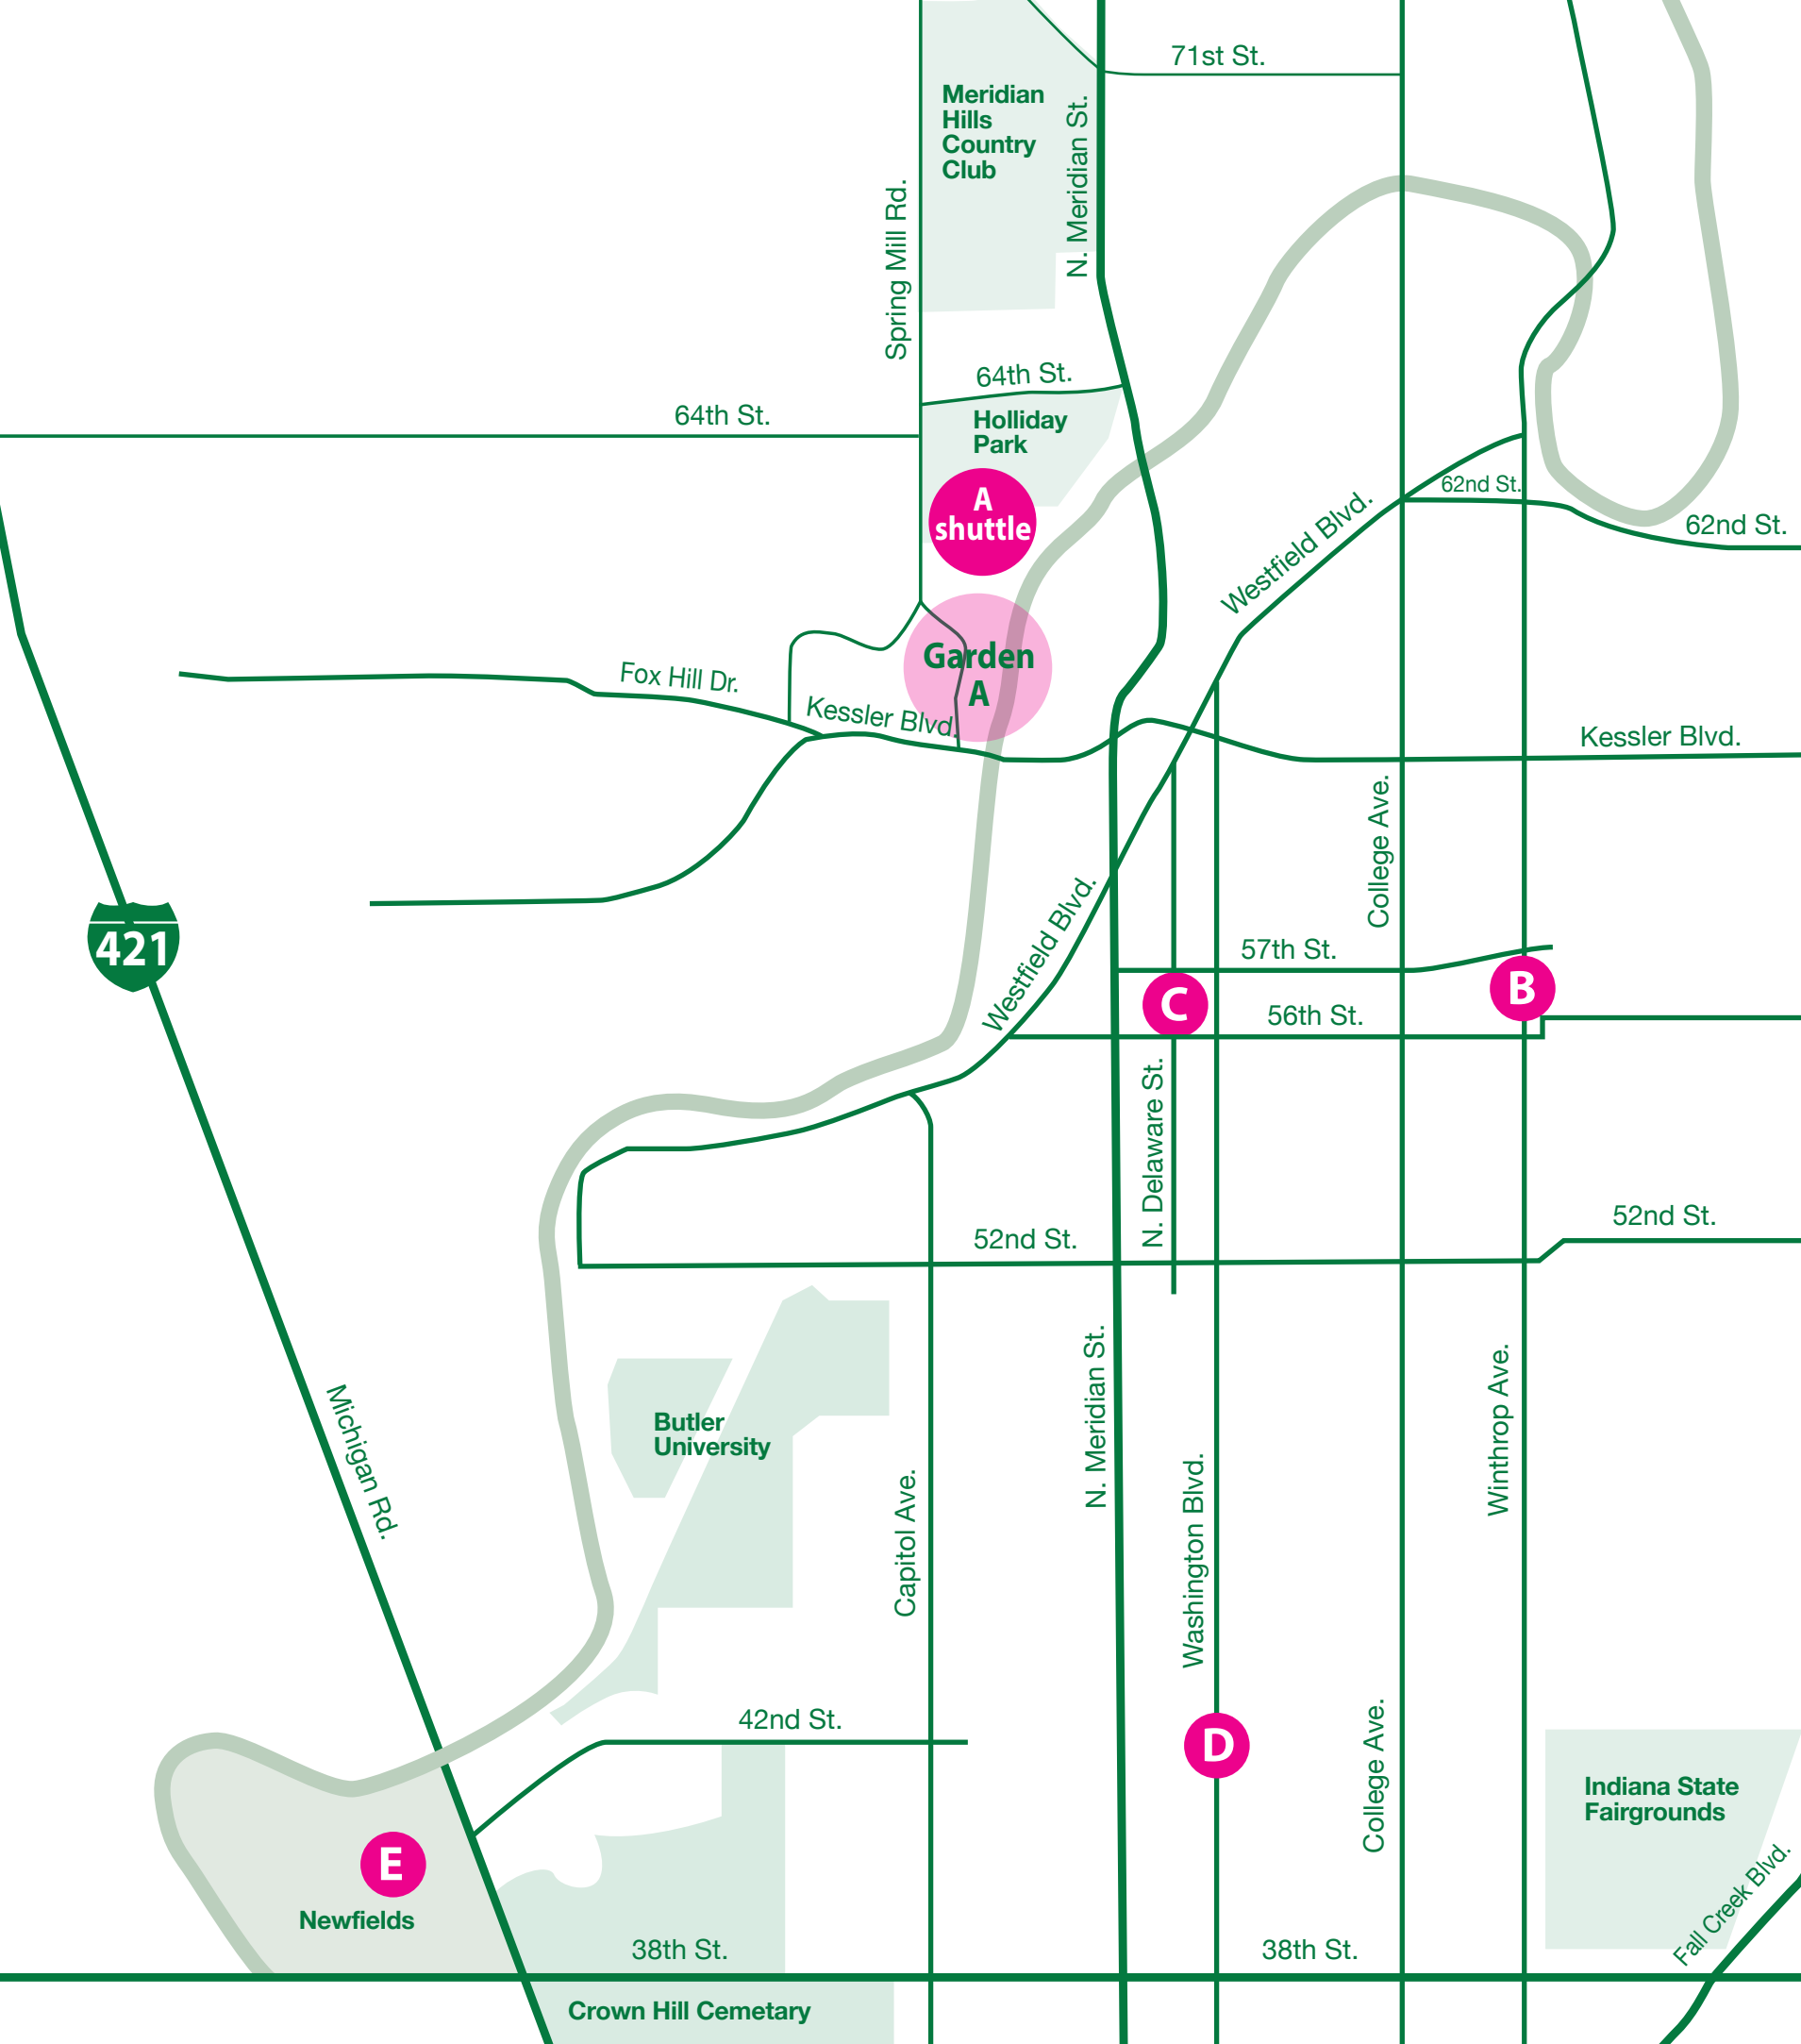 71st St.
Meridian
Hills
Country
Club
N. Meridian St.
Spring Mill Rd.
64th St.
64th St.
Holliday
Park
A
shuttle
62nd St.
62nd St.
Westfield Blvd.
Garden
A
Fox Hill Dr.
Kessler Blvd.
Kessler Blvd.
College Ave.
421
Westfield Blvd.
57th St.
B
C
56th St.
N. Delaware St.
52nd St.
52nd St.
N. Meridian St.
Winthrop Ave.
Michigan Rd.
Butler
University
Capitol Ave.
Washington Blvd.
42nd St.
D
College Ave.
Indiana State
Fairgrounds
E
Newfields
Fall Creek Blvd.
38th St.
38th St.
Crown Hill Cemetary